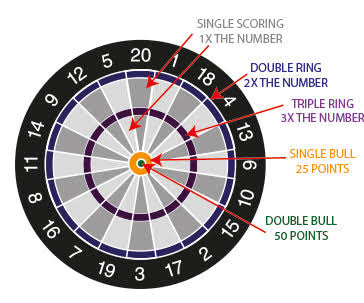 SINGLE SCORING
1X THE NUMBER
DOUBLE RING
2X THE NUMBER
TRIPLE RING
3X THE NUMBER
SINGLE BULL
25 POINTS
DOUBLE BULL
50 POINTS
20
1
18
4
13
6
10
15
2
17
3
19
7
16
8
11
14
9
12
5